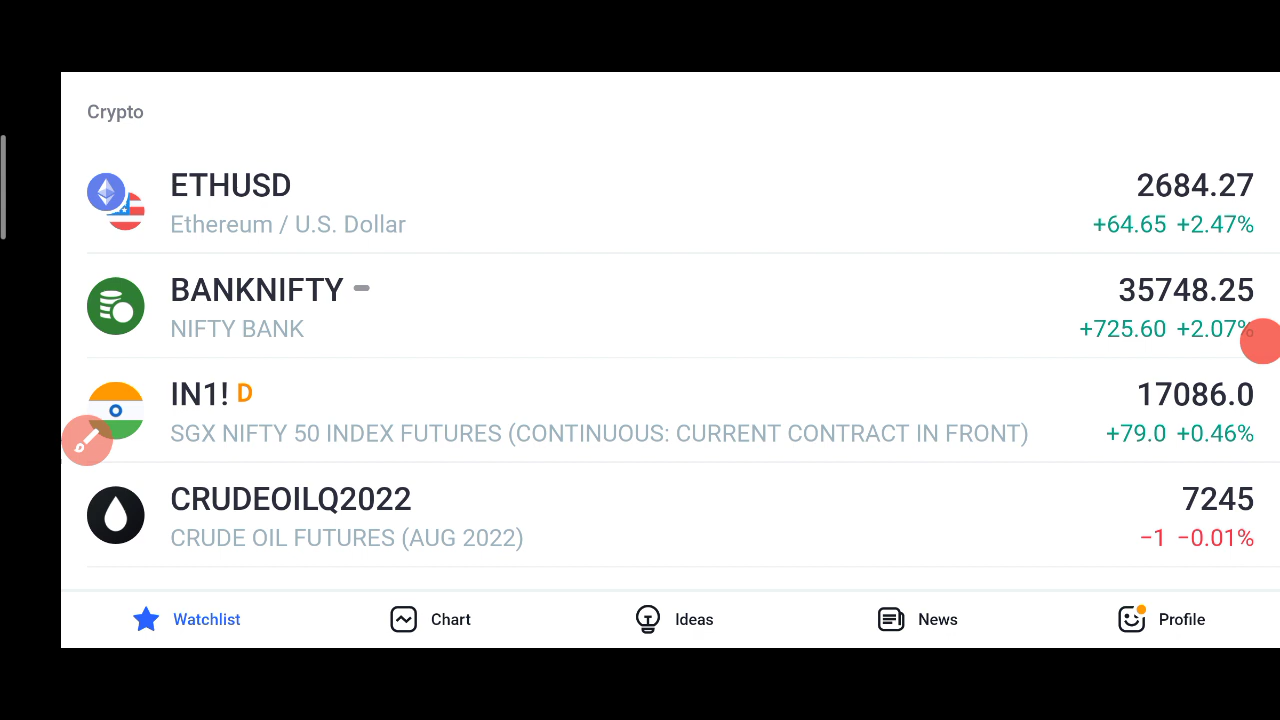 Crypto
ETHUSD 2684.27
Ethereum / U.S. Dollar +64.65 +2.47%
BANKNIFTY 35748.25
NIFTY BANK +725.60 +2.07%
IN1! D 17086.0
SGX NIFTY 50 INDEX FUTURES (CONTINUOUS: CURRENT CONTRACT IN FRONT) +79.0 +0.46%
CRUDEOILQ2022 7245
CRUDE OIL FUTURES (AUG 2022) −1 −0.01%
Watchlist Chart Ideas News Profile